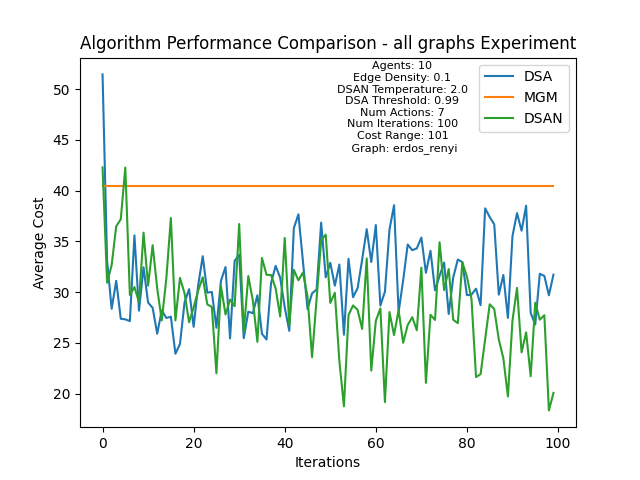 Algorithm Performance Comparison - all graphs Experiment
Agents: 10
Edge Density: 0.1
DSAN Temperature: 2.0
DSA Threshold: 0.99
Num Actions: 7
Num Iterations: 100
Cost Range: 101
Graph: erdos_renyi
DSA
MGM
DSAN
Average Cost
50
45
40
35
30
25
20
0
20
40
60
80
100
Iterations